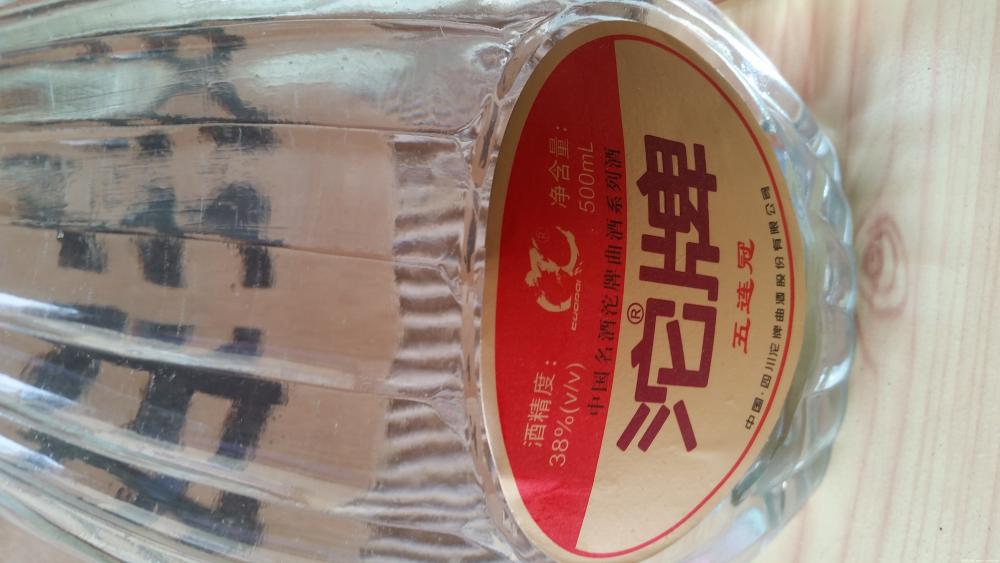 酒精度：
38%(v/v)
净含量：
500mL
中国名酒沱牌曲酒系列酒
沱牌®
五连冠
中国·四川沱牌曲酒股份有限公司